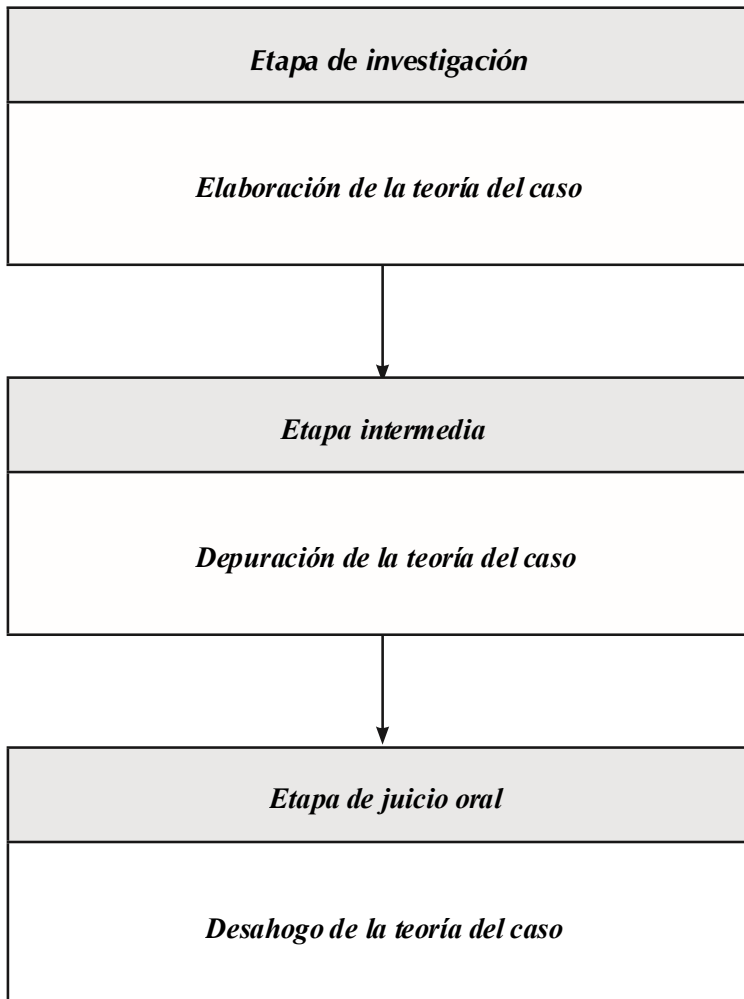 Etapa de investigación
Elaboración de la teoría del caso
Etapa intermedia
Depuración de la teoría del caso
Etapa de juicio oral
Desahogo de la teoría del caso